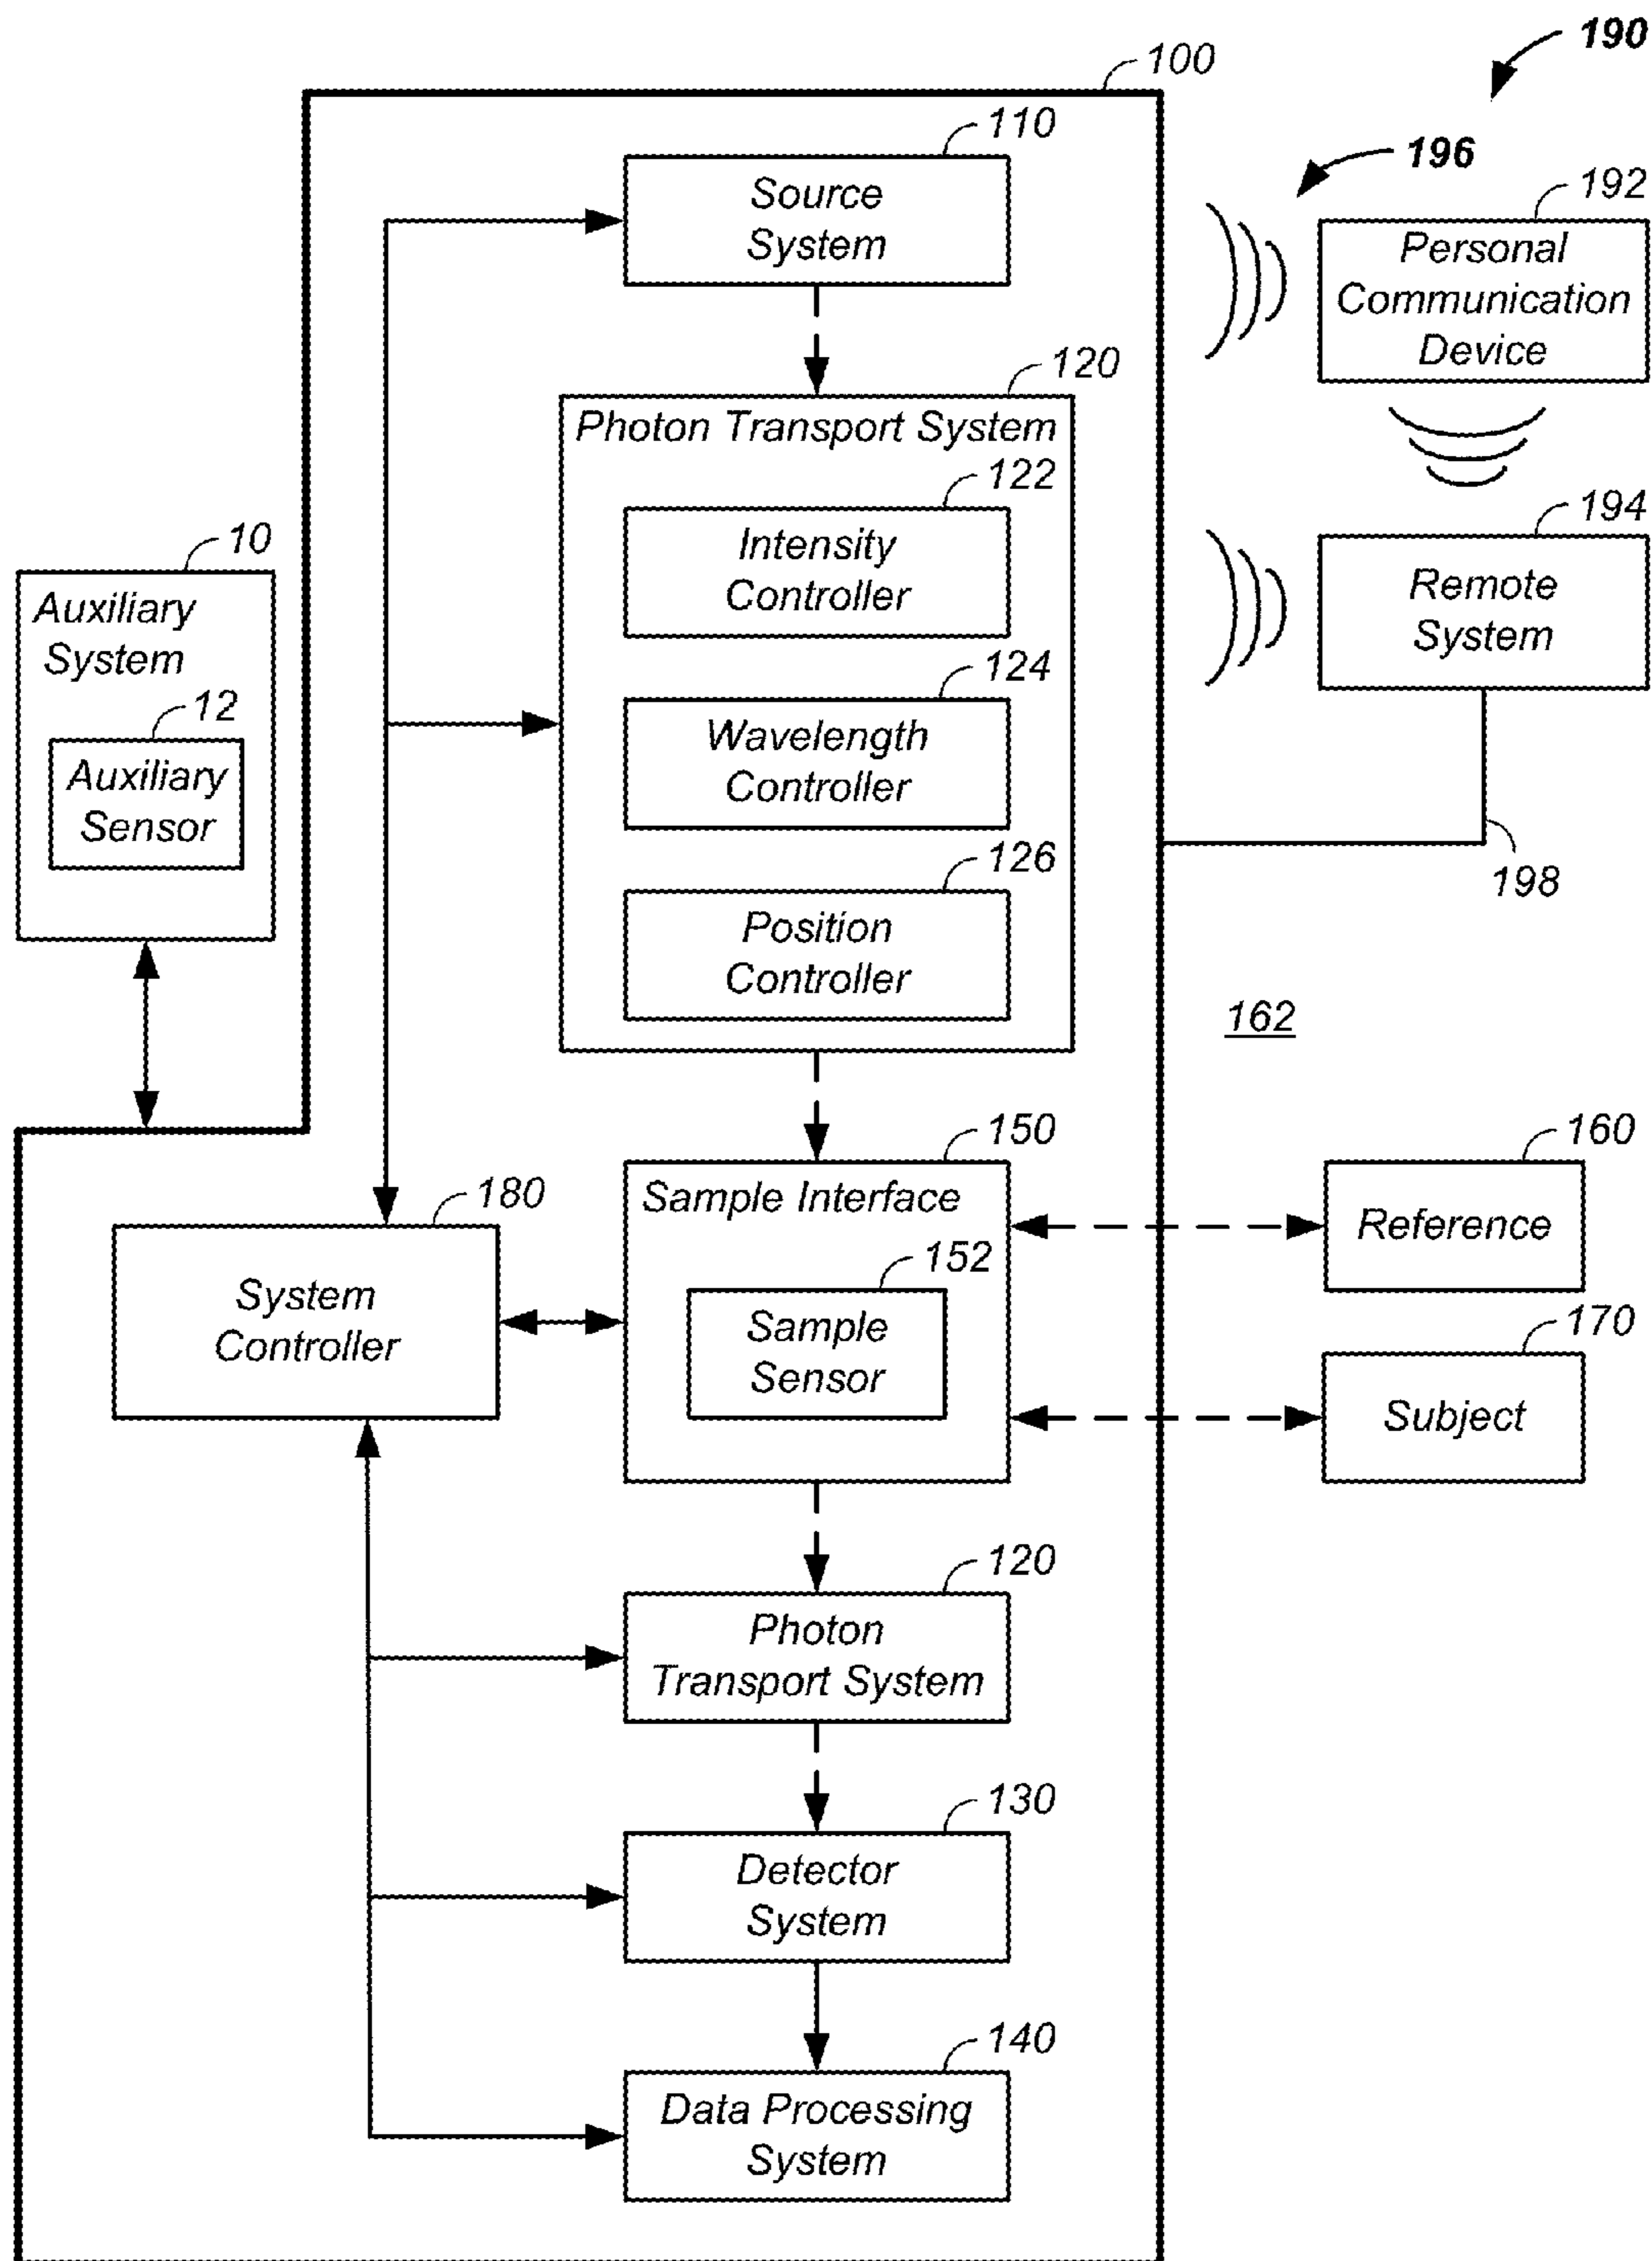 190
100
196
110
Source
System
192
Personal
Communication
Device
120
Photon Transport System
122
Intensity
Controller
194
Remote
System
10
Auxiliary
System
12
Auxiliary
Sensor
124
Wavelength
Controller
198
126
Position
Controller
162
150
Sample Interface
160
Reference
180
System
Controller
152
Sample
Sensor
170
Subject
120
Photon
Transport System
130
Detector
System
140
Data Processing
System